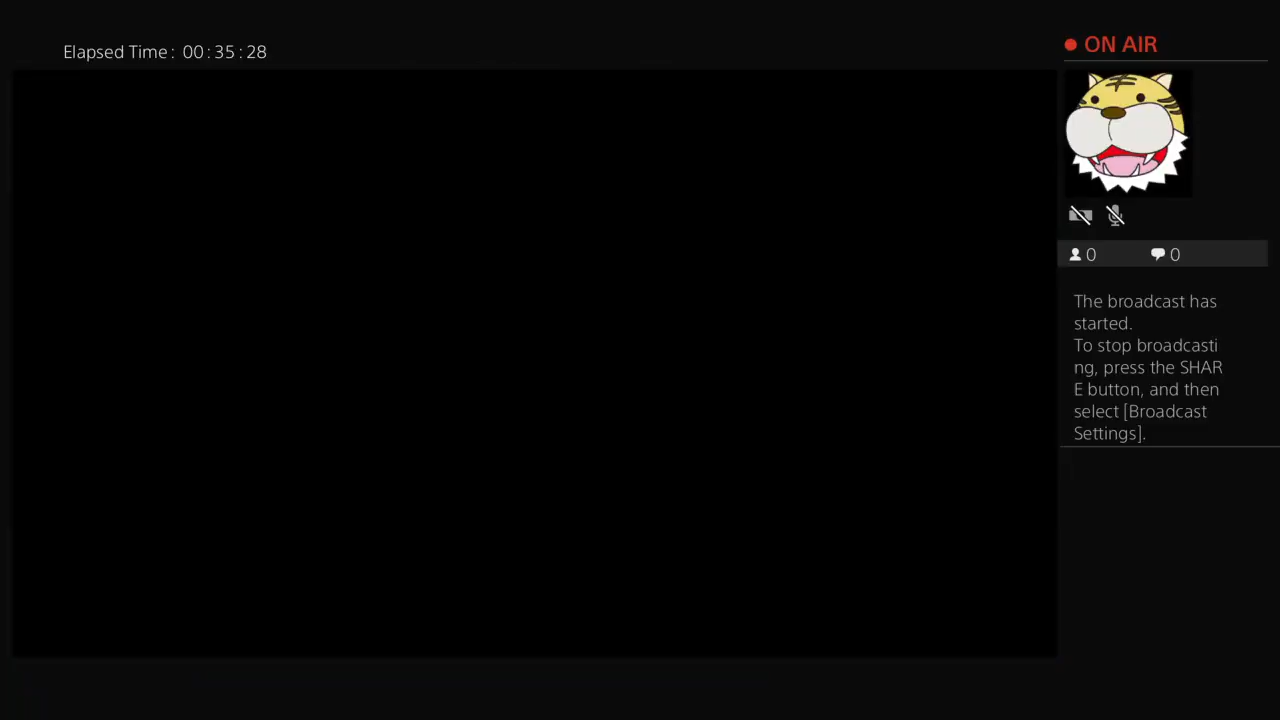 Elapsed Time: 00:35:28
ON AIR
0 0
The broadcast has
started.
To stop broadcasti
ng, press the SHAR
E button, and then
select [Broadcast
Settings].